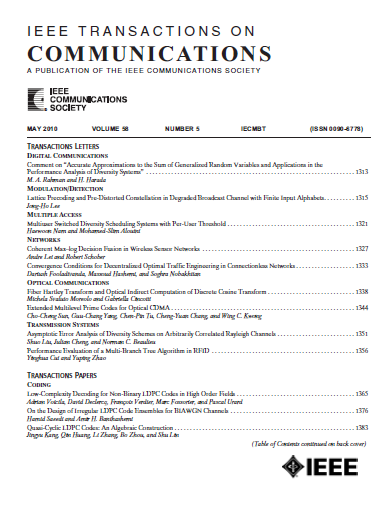 IEEE TRANSACTIONS ON
COMMUNICATIONS
A PUBLICATION OF THE IEEE COMMUNICATIONS SOCIETY
IEEE
COMMUNICATIONS
SOCIETY
MAY 2010 VOLUME 58 NUMBER 5 IECMBT (ISSN 0090-6778)
TRANSACTIONS LETTERS
DIGITAL COMMUNICATIONS
Comment on "Accurate Approximations to the Sum of Generalized Random Variables and Applications in the
Performance Analysis of Diversity Systems" 1313
M. A. Rahman and H. Harada
MODULATION/DETECTION
Lattice Precoding and Pre-Distorted Constellation in Degraded Broadcast Channel with Finite Input Alphabets 1315
Jong-Ho Lee
MULTIPLE ACCESS
Multiuser Switched Diversity Scheduling Systems with Per-User Threshold 1321
Haewoon Nam and Mohamed-Slim Alouini
NETWORKS
Coherent Max-log Decision Fusion in Wireless Sensor Networks 1327
Andre Lei and Robert Schober
Convergence Conditions for Decentralized Optimal Traffic Engineering in Connectionless Networks 1333
Dariush Fooladivanda, Masoud Hashemi, and Soghra Nobakhtian
OPTICAL COMMUNICATIONS
Fiber Hartley Transform and Optical Indirect Computation of Discrete Cosine Transform 1338
Michela Svaluto Moreolo and Gabriella Cincotti
Extended Multilevel Prime Codes for Optical CDMA 1344
Cho-Cheng Sun, Guu-Chang Yang, Chen-Pin Tu, Cheng-Yuan Chang, and Wing C. Kwong
TRANSMISSION SYSTEMS
Asymptotic Error Analysis of Diversity Schemes on Arbitrarily Correlated Rayleigh Channels 1351
Shuo Liu, Julian Cheng, and Norman C. Beaulieu
Performance Evaluation of a Multi-Branch Tree Algorithm in RFID 1356
Yinghua Cui and Yuping Zhao
TRANSACTIONS PAPERS
CODING
Low-Complexity Decoding for Non-Binary LDPC Codes in High Order Fields 1365
Adrian Voicila, David Declercq, François Verdier, Marc Fossorier, and Pascal Urard
On the Design of Irregular LDPC Code Ensembles for BIAWGN Channels 1376
Hamid Saeedi and Amir H. Banihashemi
Quasi-Cyclic LDPC Codes: An Algebraic Construction 1383
Jingyu Kang, Qin Huang, Li Zhang, Bo Zhou, and Shu Lin
(Table of Contents continued on back cover)
IEEE